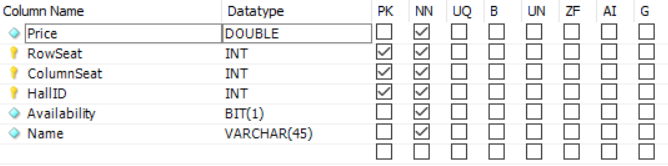 Column Name Datatype PK NN UQ B UN ZF AI G
Price DOUBLE
RowSeat INT
ColumnSeat INT
HallID INT
Availability BIT(1)
Name VARCHAR(45)